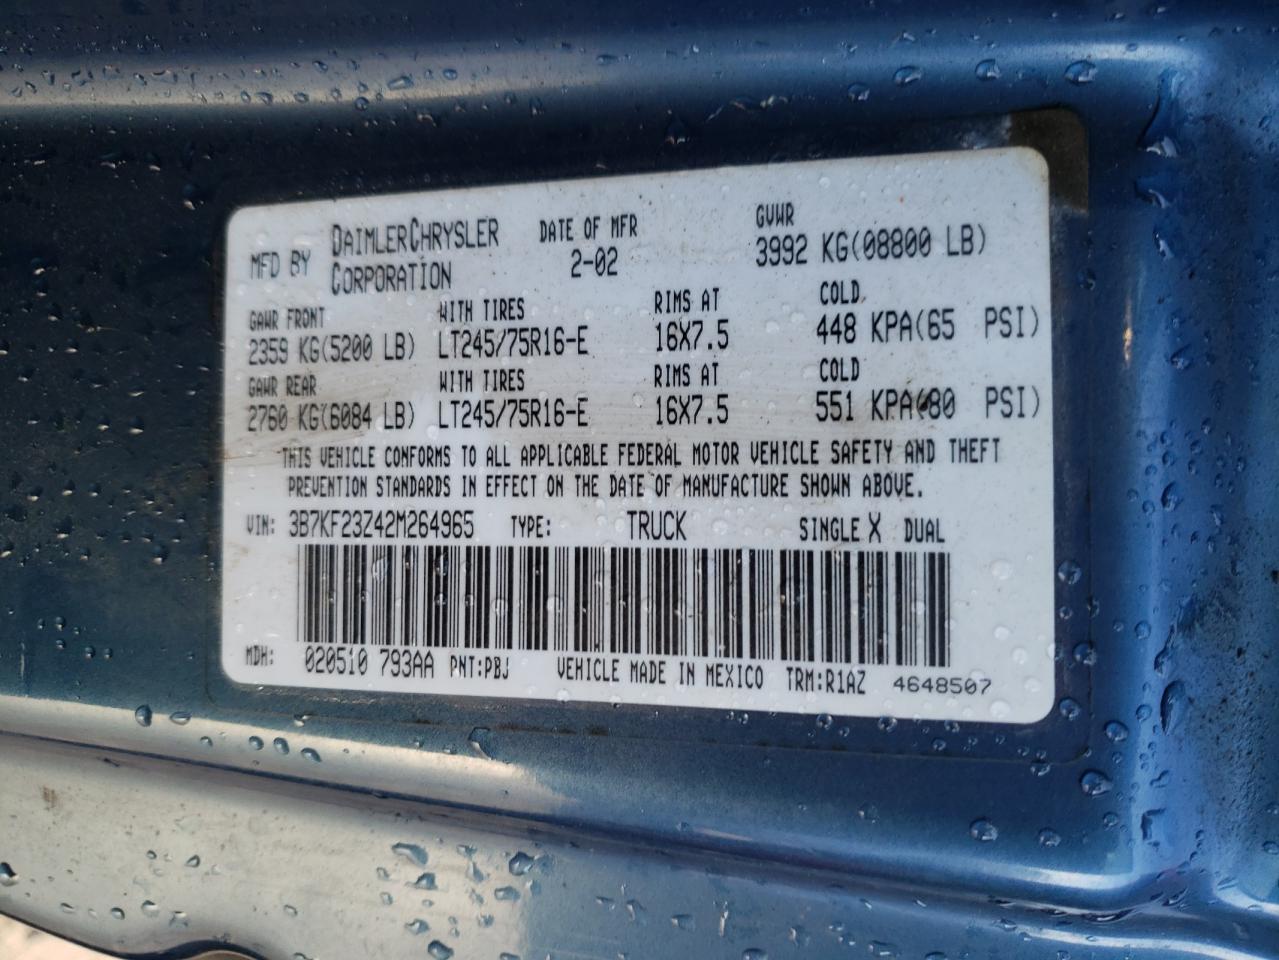 MFD BY DAIMLERCHRYSLER CORPORATION DATE OF MFR 2-02 GVWR 3992 KG(08800 LB)
GAWR FRONT WITH TIRES RIMS AT COLD
2359 KG(5200 LB) LT245/75R16-E 16X7.5 448 KPA(65 PSI)
GAWR REAR WITH TIRES RIMS AT COLD
2760 KG(6084 LB) LT245/75R16-E 16X7.5 551 KPA(80 PSI)
THIS VEHICLE CONFORMS TO ALL APPLICABLE FEDERAL MOTOR VEHICLE SAFETY AND THEFT
PREVENTION STANDARDS IN EFFECT ON THE DATE OF MANUFACTURE SHOWN ABOVE.
VIN: 3B7KF23Z42M264965 TYPE: TRUCK SINGLE X DUAL
MDH: 020510 793AA PNT:PBJ VEHICLE MADE IN MEXICO TRM:R1AZ 4648507